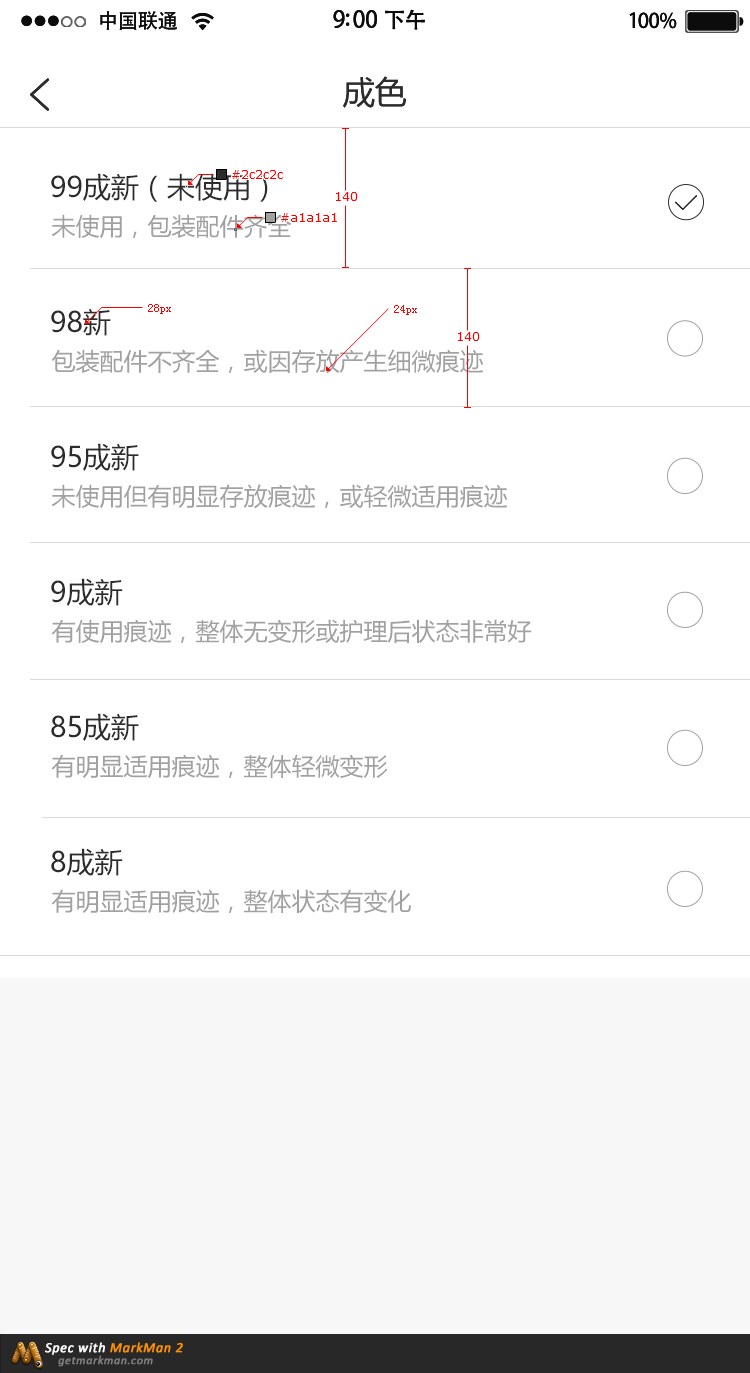 中国联通 9:00 下午 100%
成色
99成新（未使用） #2c2c2c
140
未使用，包装配件齐全 #a1a1a1
98新 28px 24px
140
包装配件不齐全，或因存放产生细微痕迹
95成新
未使用但有明显存放痕迹，或轻微适用痕迹
9成新
有使用痕迹，整体无变形或护理后状态非常好
85成新
有明显适用痕迹，整体轻微变形
8成新
有明显适用痕迹，整体状态有变化
Spec with MarkMan 2
getmarkman.com